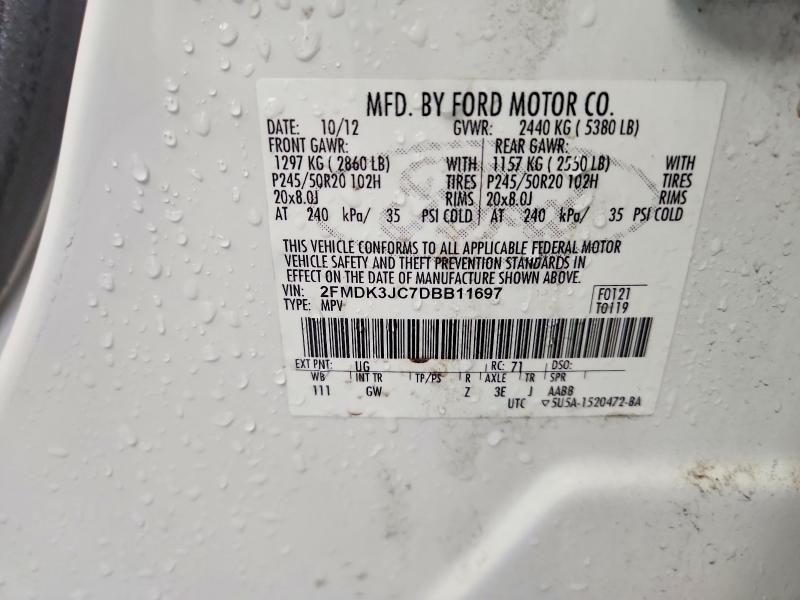 MFD. BY FORD MOTOR CO.
DATE: 10/12 GVWR: 2440 KG ( 5380 LB)
FRONT GAWR: REAR GAWR:
1297 KG ( 2860 LB) WITH 1157 KG ( 2550 LB) WITH
P245/50R20 102H TIRES P245/50R20 102H TIRES
20x8.0J RIMS 20x8.0J RIMS
AT 240 kPa/ 35 PSI COLD AT 240 kPa/ 35 PSI COLD
THIS VEHICLE CONFORMS TO ALL APPLICABLE FEDERAL MOTOR
VEHICLE SAFETY AND THEFT PREVENTION STANDARDS IN
EFFECT ON THE DATE OF MANUFACTURE SHOWN ABOVE.
VIN: 2FMDK3JC7DBB11697 F0121
TYPE: MPV T0119
EXT PNT: UG RC: 71 DSO:
WB INT TR TP/PS R AXLE TR SPR
111 GW Z 3E J AABB
UTC ▽5U5A-1520472-BA